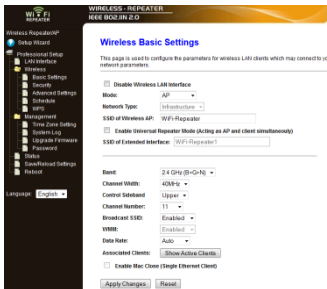 Wi Fi
REPEATER
WIRELESS - REPEATER
IEEE 802.11N 2.0
Wireless Repeater/AP
Setup Wizard
Professional Setup
LAN Interface
Wireless
Basic Settings
Security
Advanced Settings
Schedule
WPS
Management
Time Zone Setting
System Log
Upgrade Firmware
Password
Status
Save/Reload Settings
Reboot
Language: English
Wireless Basic Settings
This page is used to configure the parameters for wireless LAN clients which may connect to yo
network parameters.
Disable Wireless LAN Interface
Mode: AP
Network Type: Infrastructure
SSID of Wireless AP: WiFi-Repeater
Enable Universal Repeater Mode (Acting as AP and client simultaneouly)
SSID of Extended Interface: WiFi-Repeater1
Band: 2.4 GHz (B+G+N)
Channel Width: 40MHz
Control Sideband Upper
Channel Number: 11
Broadcast SSID: Enabled
WMM: Enabled
Data Rate: Auto
Associated Clients: Show Active Clients
Enable Mac Clone (Single Ethernet Client)
Apply Changes Reset